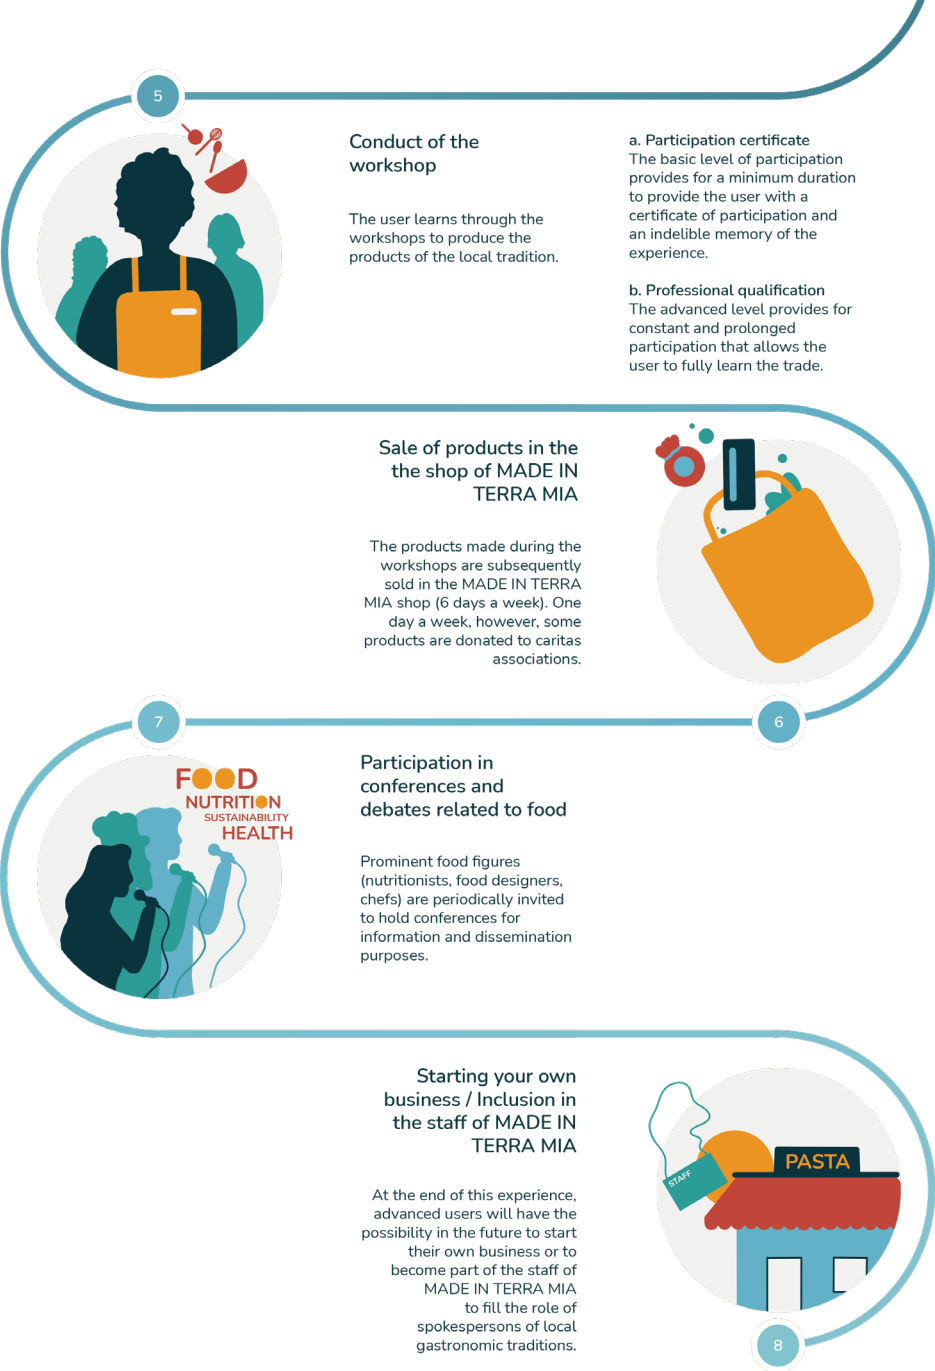 5
Conduct of the
workshop
The user learns through the
workshops to produce the
products of the local tradition.
a. Participation certificate
The basic level of participation
provides for a minimum duration
to provide the user with a
certificate of participation and
an indelible memory of the
experience.
b. Professional qualification
The advanced level provides for
constant and prolonged
participation that allows the
user to fully learn the trade.
Sale of products in the
the shop of MADE IN
TERRA MIA
The products made during the
workshops are subsequently
sold in the MADE IN TERRA
MIA shop (6 days a week). One
day a week, however, some
products are donated to caritas
associations.
6
7
FOOD
NUTRITION
SUSTAINABILITY
HEALTH
Participation in
conferences and
debates related to food
Prominent food figures
(nutritionists, food designers,
chefs) are periodically invited
to hold conferences for
information and dissemination
purposes.
Starting your own
business / Inclusion in
the staff of MADE IN
TERRA MIA
At the end of this experience,
advanced users will have the
possibility in the future to start
their own business or to
become part of the staff of
MADE IN TERRA MIA
to fill the role of
spokespersons of local
gastronomic traditions.
STAFF
PASTA
8